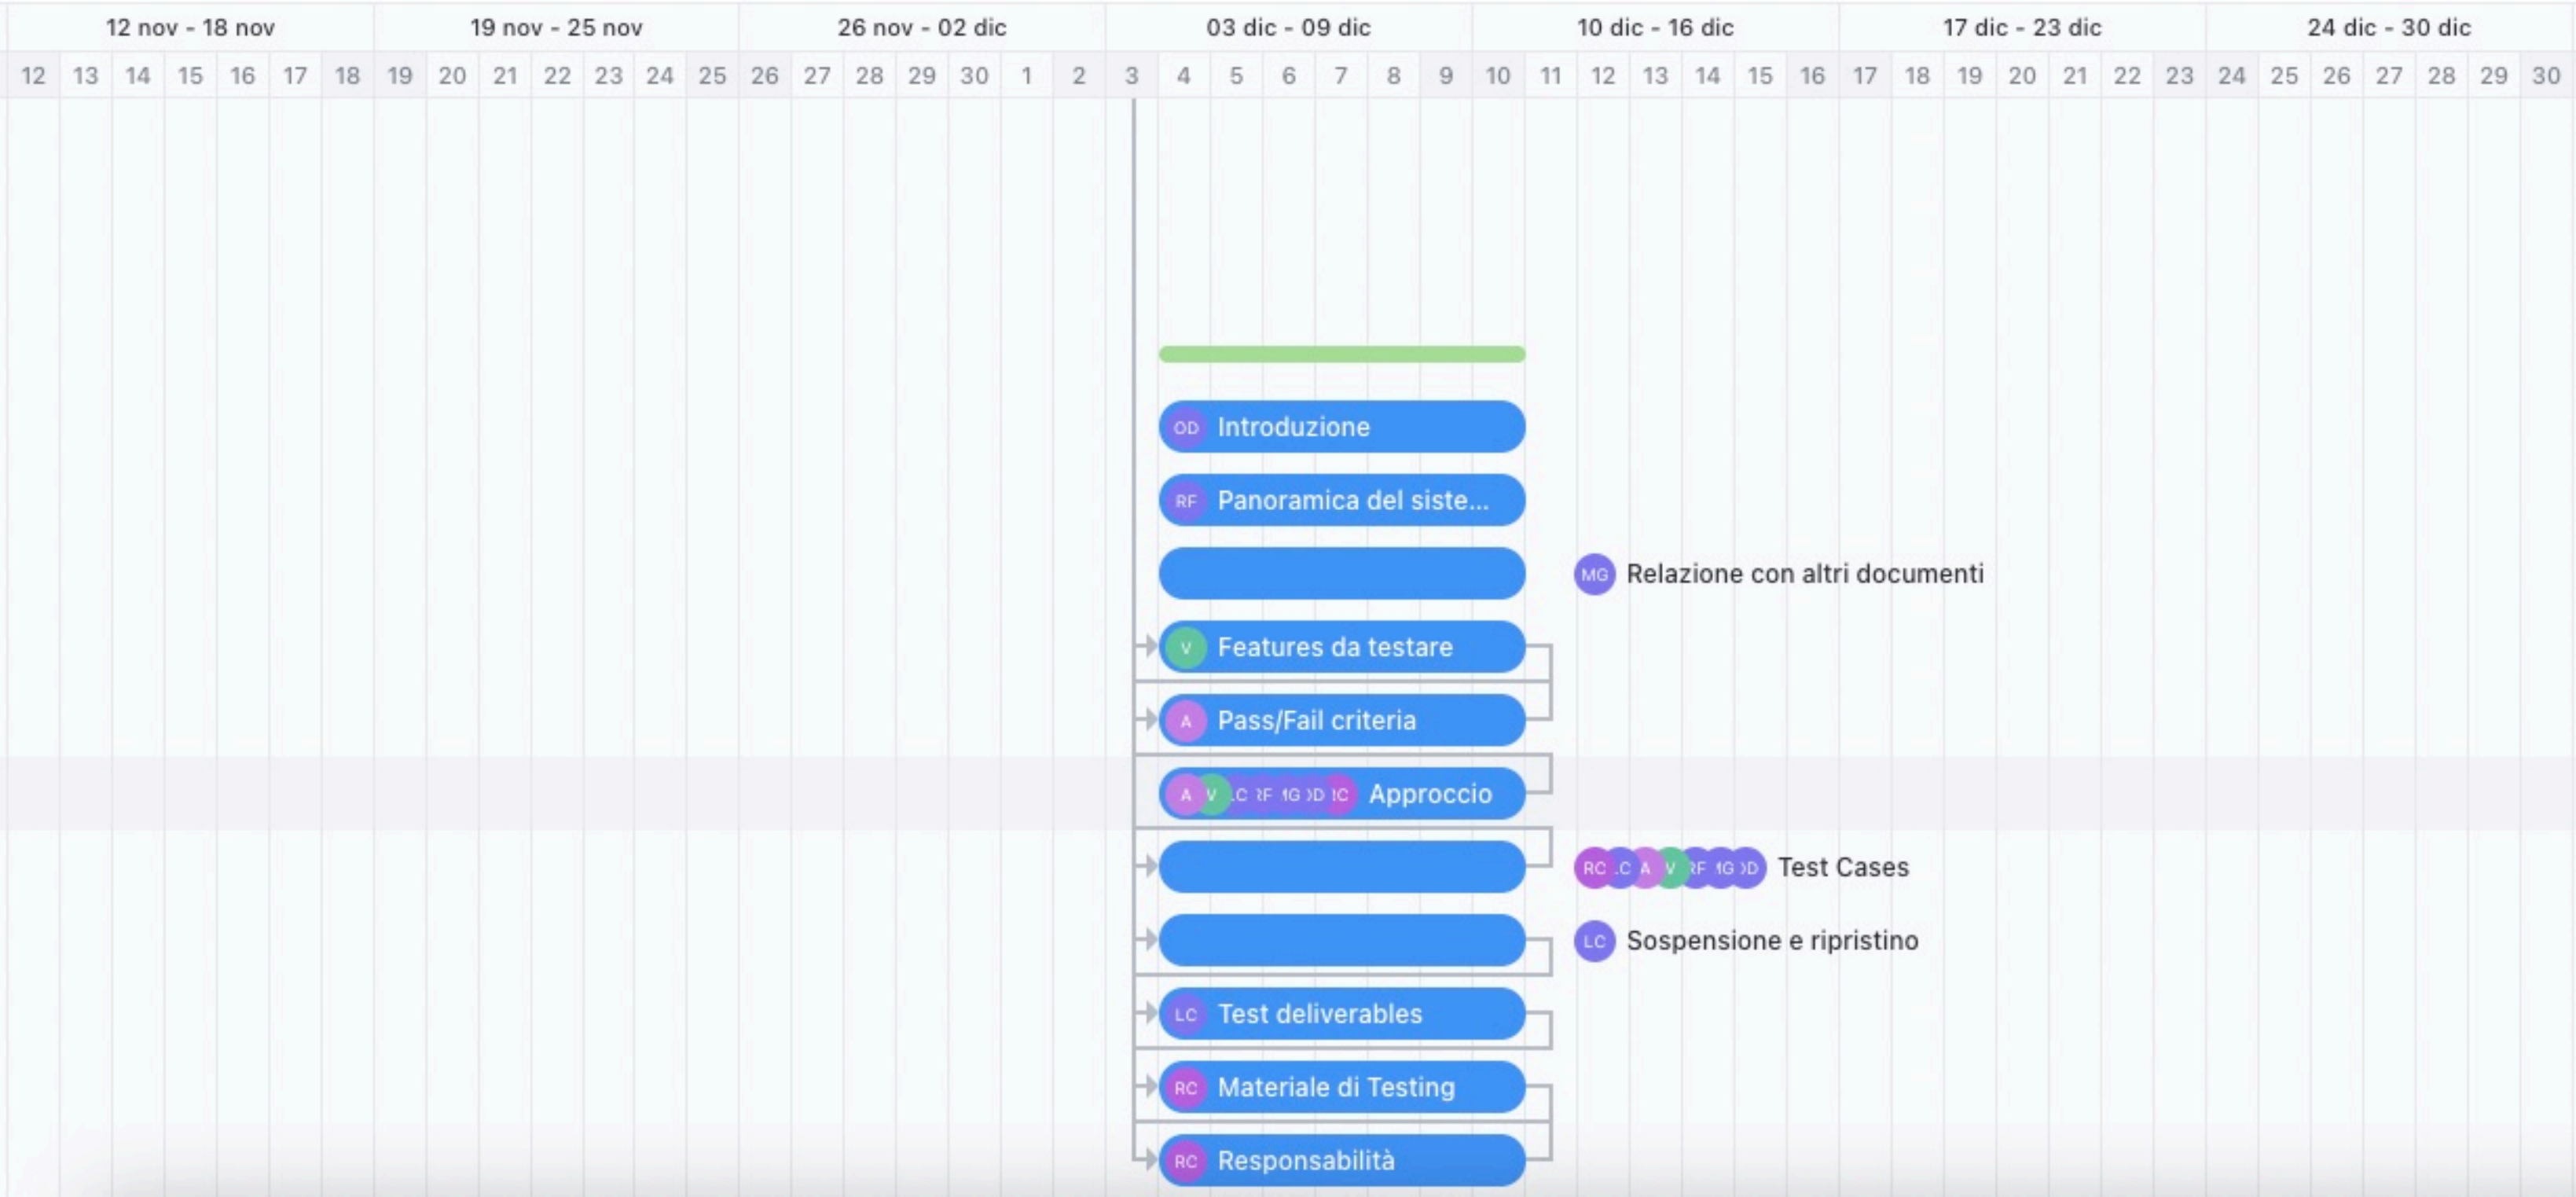 12 nov - 18 nov 19 nov - 25 nov 26 nov - 02 dic 03 dic - 09 dic 10 dic - 16 dic 17 dic - 23 dic 24 dic - 30 dic
12 13 14 15 16 17 18 19 20 21 22 23 24 25 26 27 28 29 30 1 2 3 4 5 6 7 8 9 10 11 12 13 14 15 16 17 18 19 20 21 22 23 24 25 26 27 28 29 30
OD Introduzione
RF Panoramica del siste...
MG Relazione con altri documenti
V Features da testare
A Pass/Fail criteria
A V Approccio
RC A V Test Cases
LC Sospensione e ripristino
LC Test deliverables
RC Materiale di Testing
RC Responsabilità